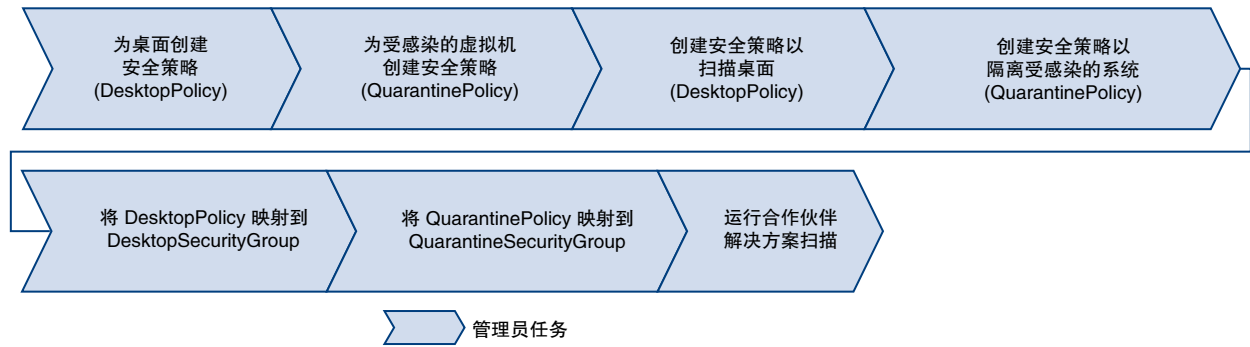 为桌面创建
安全策略
(DesktopPolicy)
为受感染的虚拟机
创建安全策略
(QuarantinePolicy)
创建安全策略以
扫描桌面
(DesktopPolicy)
创建安全策略以
隔离受感染的系统
(QuarantinePolicy)
将 DesktopPolicy 映射到
DesktopSecurityGroup
将 QuarantinePolicy 映射到
QuarantineSecurityGroup
运行合作伙伴
解决方案扫描
管理员任务